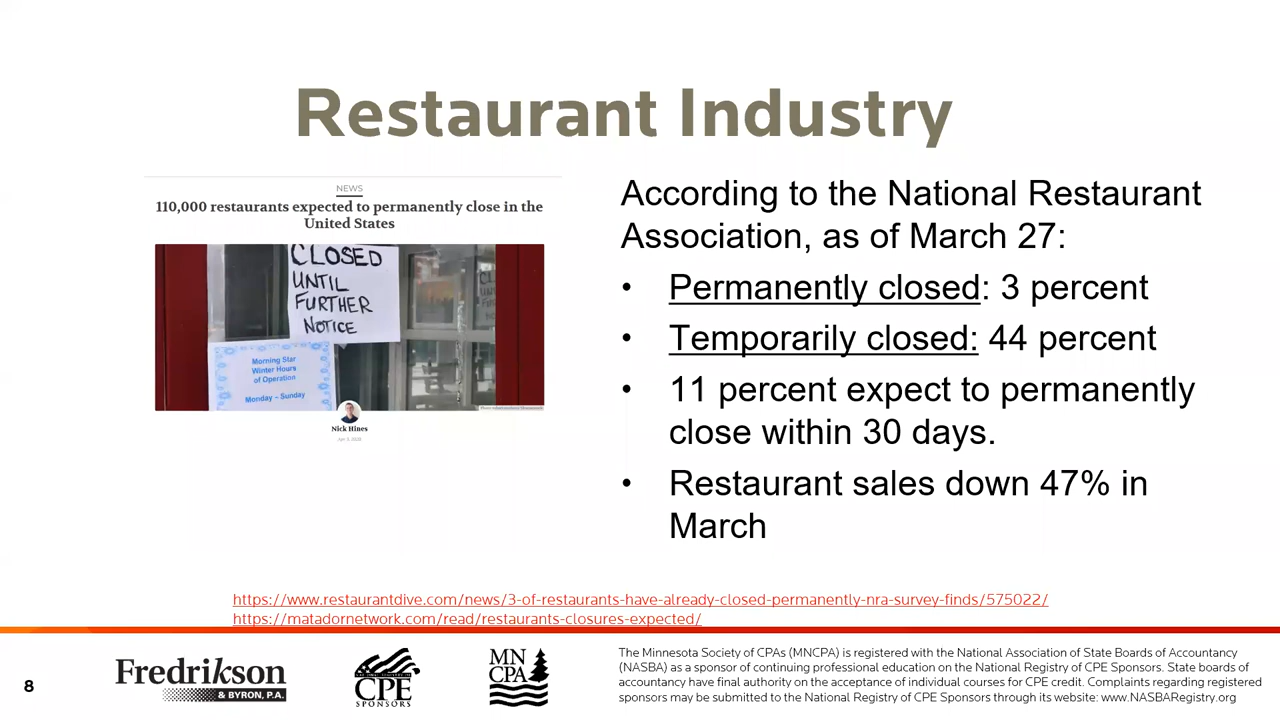 Restaurant Industry
NEWS
110,000 restaurants expected to permanently close in the
United States
CLOSED
UNTIL
FURTHER
NOTICE
Morning Star
Winter Hours
of Operation
Monday – Sunday
Nick Hines
Apr 3, 2020
According to the National Restaurant
Association, as of March 27:
• Permanently closed: 3 percent
• Temporarily closed: 44 percent
• 11 percent expect to permanently
close within 30 days.
• Restaurant sales down 47% in
March
https://www.restaurantdive.com/news/3-of-restaurants-have-already-closed-permanently-nra-survey-finds/575022/
https://matadornetwork.com/read/restaurants-closures-expected/
8
Fredrikson
& BYRON, P.A.
CPE
SPONSORS
MN
CPA
The Minnesota Society of CPAs (MNCPA) is registered with the National Association of State Boards of Accountancy
(NASBA) as a sponsor of continuing professional education on the National Registry of CPE Sponsors. State boards of
accountancy have final authority on the acceptance of individual courses for CPE credit. Complaints regarding registered
sponsors may be submitted to the National Registry of CPE Sponsors through its website: www.NASBARegistry.org